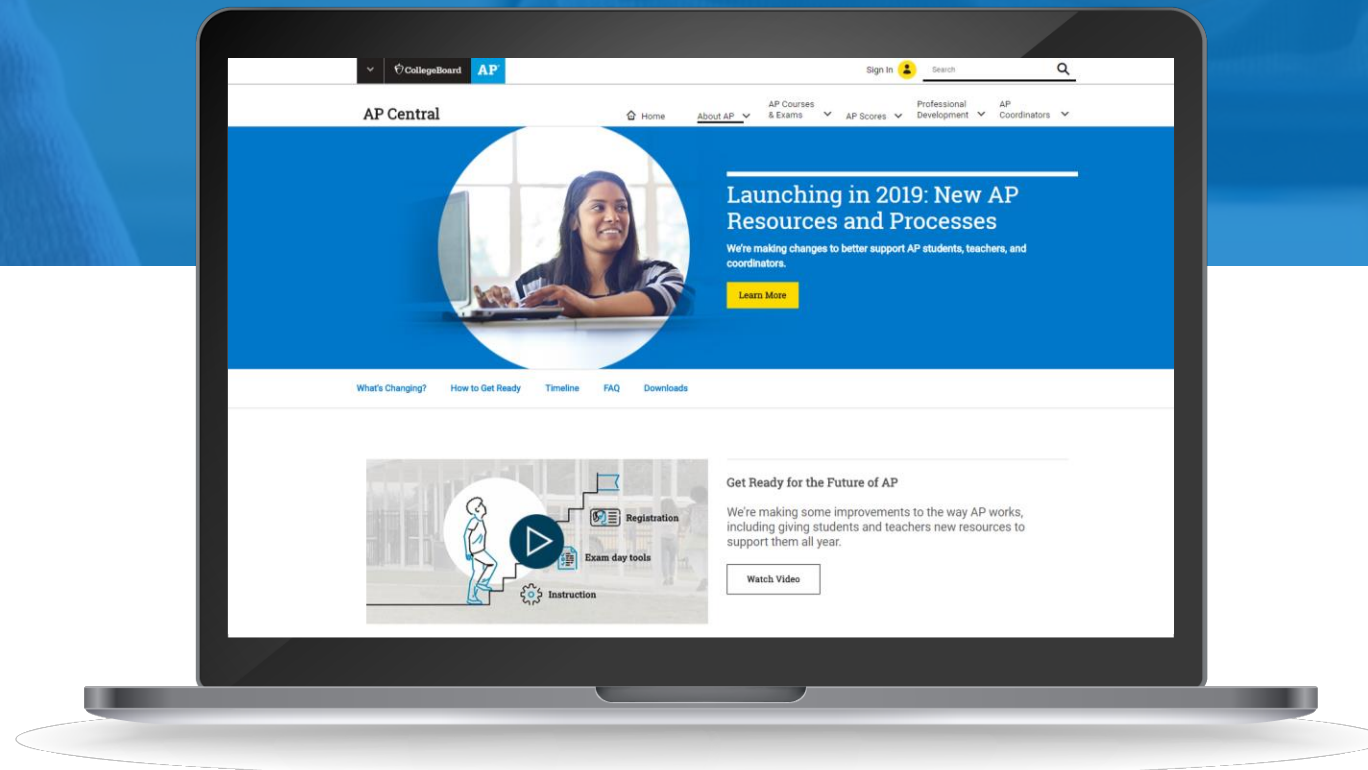 CollegeBoard AP
Sign In
Search
AP Central
Home
About AP
AP Courses
& Exams
AP Scores
Professional
Development
AP
Coordinators
Launching in 2019: New AP
Resources and Processes
We're making changes to better support AP students, teachers, and
coordinators.
Learn More
What's Changing?
How to Get Ready
Timeline
FAQ
Downloads
Registration
Exam day tools
Instruction
Get Ready for the Future of AP
We're making some improvements to the way AP works,
including giving students and teachers new resources to
support them all year.
Watch Video